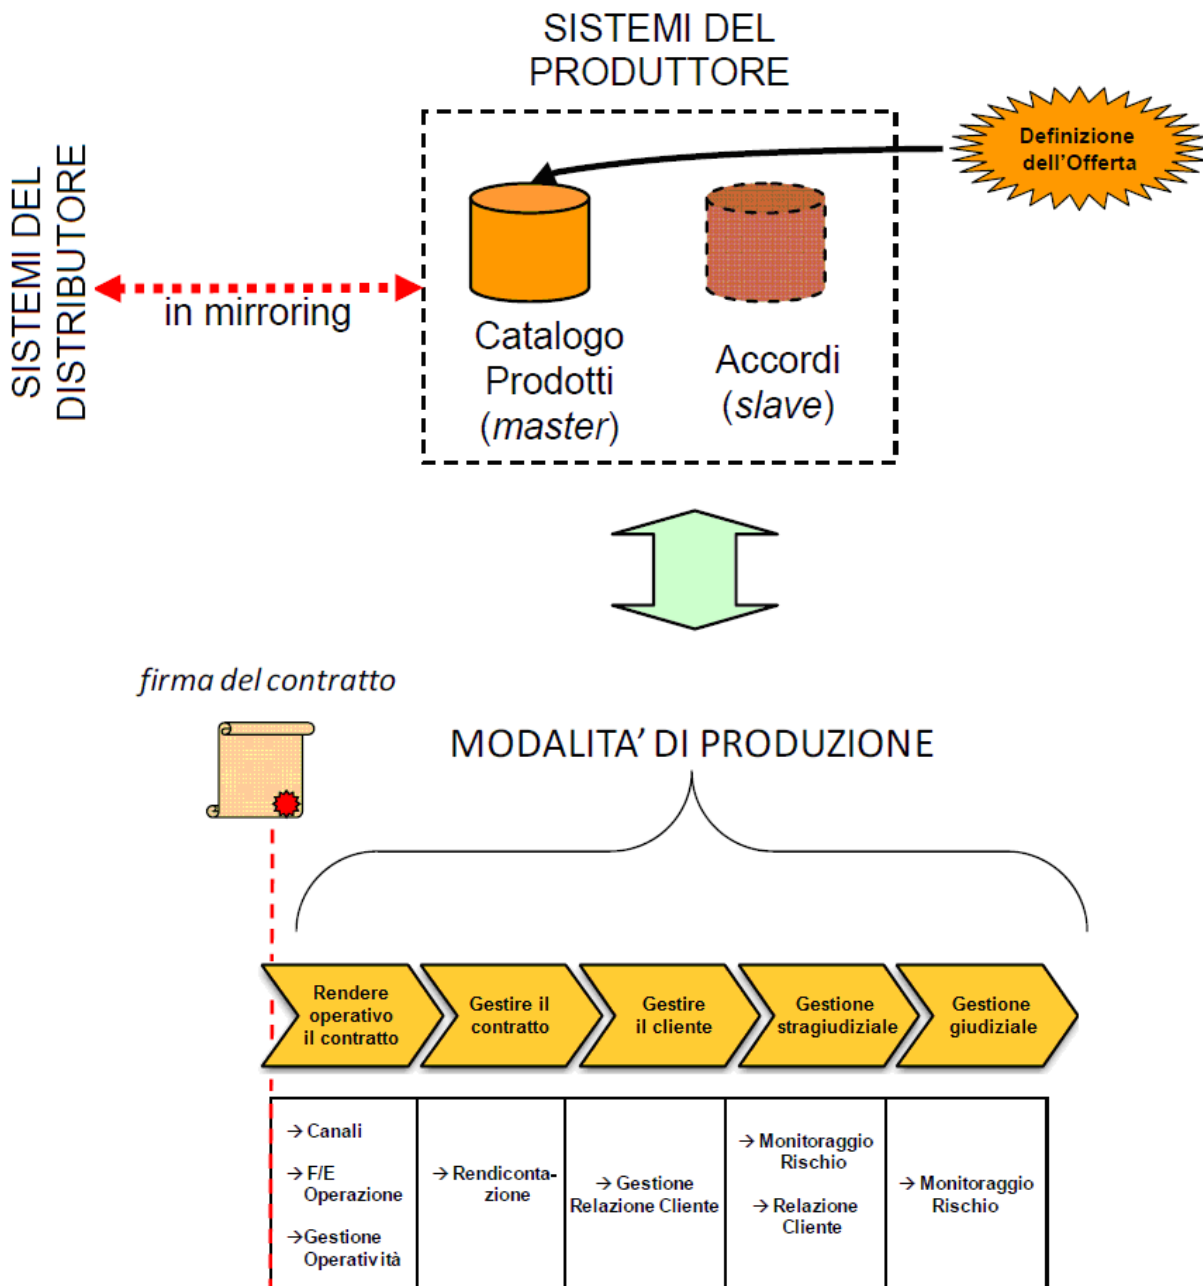 SISTEMI DEL
PRODUTTORE
Definizione
dell'Offerta
SISTEMI DEL
DISTRIBUTORE
in mirroring
Catalogo
Prodotti
(master)
Accordi
(slave)
firma del contratto
MODALITA' DI PRODUZIONE
Rendere
operativo
il contratto
Gestire il
contratto
Gestire
il cliente
Gestione
stragiudiziale
Gestione
giudiziale
→ Canali
→ F/E
Operazione
→Gestione
Operatività
→ Rendiconta-
zione
→ Gestione
Relazione Cliente
→ Monitoraggio
Rischio
→ Relazione
Cliente
→ Monitoraggio
Rischio